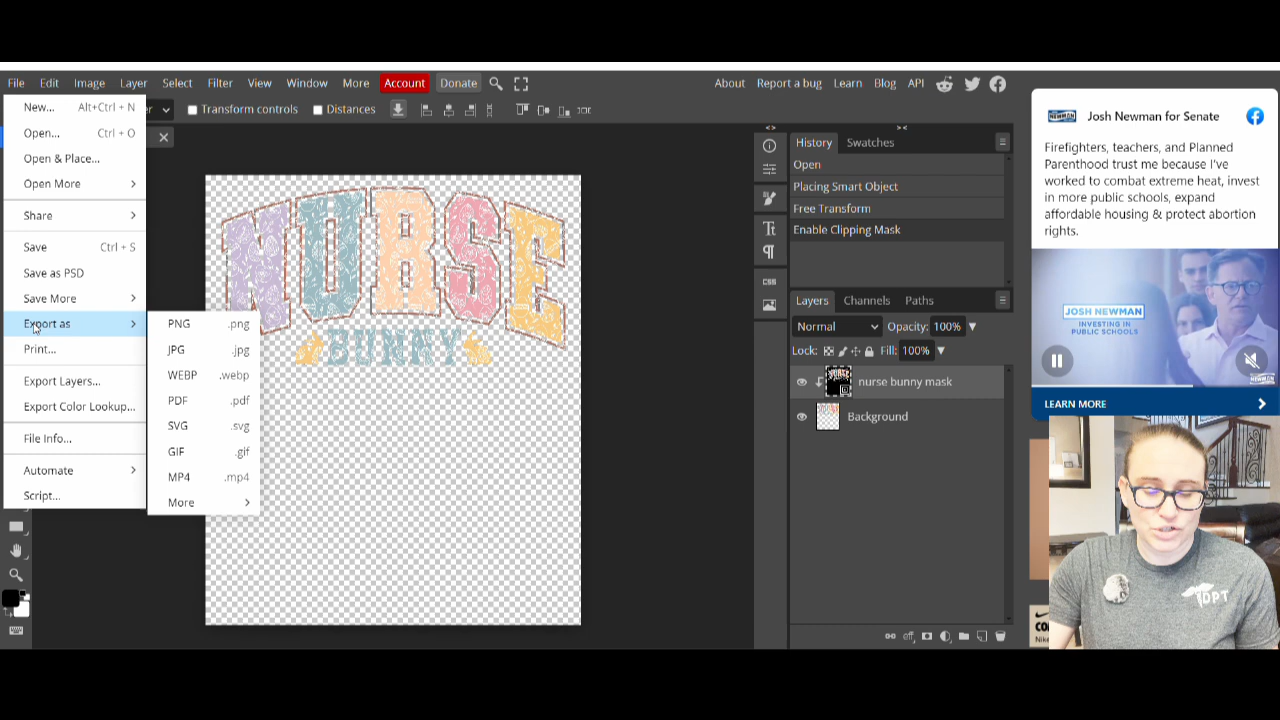 File Edit Image Layer Select Filter View Window More Account Donate
About Report a bug Learn Blog API
Transform controls Distances
New... Alt+Ctrl + N
Open... Ctrl + O
Open & Place...
Open More
Share
Save Ctrl + S
Save as PSD
Save More
Export as
Print...
Export Layers...
Export Color Lookup...
File Info...
Automate
Script...
PNG .png
JPG .jpg
WEBP .webp
PDF .pdf
SVG .svg
GIF .gif
MP4 .mp4
More
NURSE
BUNNY
CSS
History Swatches
Open
Placing Smart Object
Free Transform
Enable Clipping Mask
Layers Channels Paths
Normal Opacity: 100%
Lock: Fill: 100%
nurse bunny mask
Background
NEWMAN
Josh Newman for Senate
Firefighters, teachers, and Planned
Parenthood trust me because I've
worked to combat extreme heat, invest
in more public schools, expand
affordable housing & protect abortion
rights.
JOSH NEWMAN
INVESTING IN
PUBLIC SCHOOLS
NEWMAN
LEARN MORE
DPT